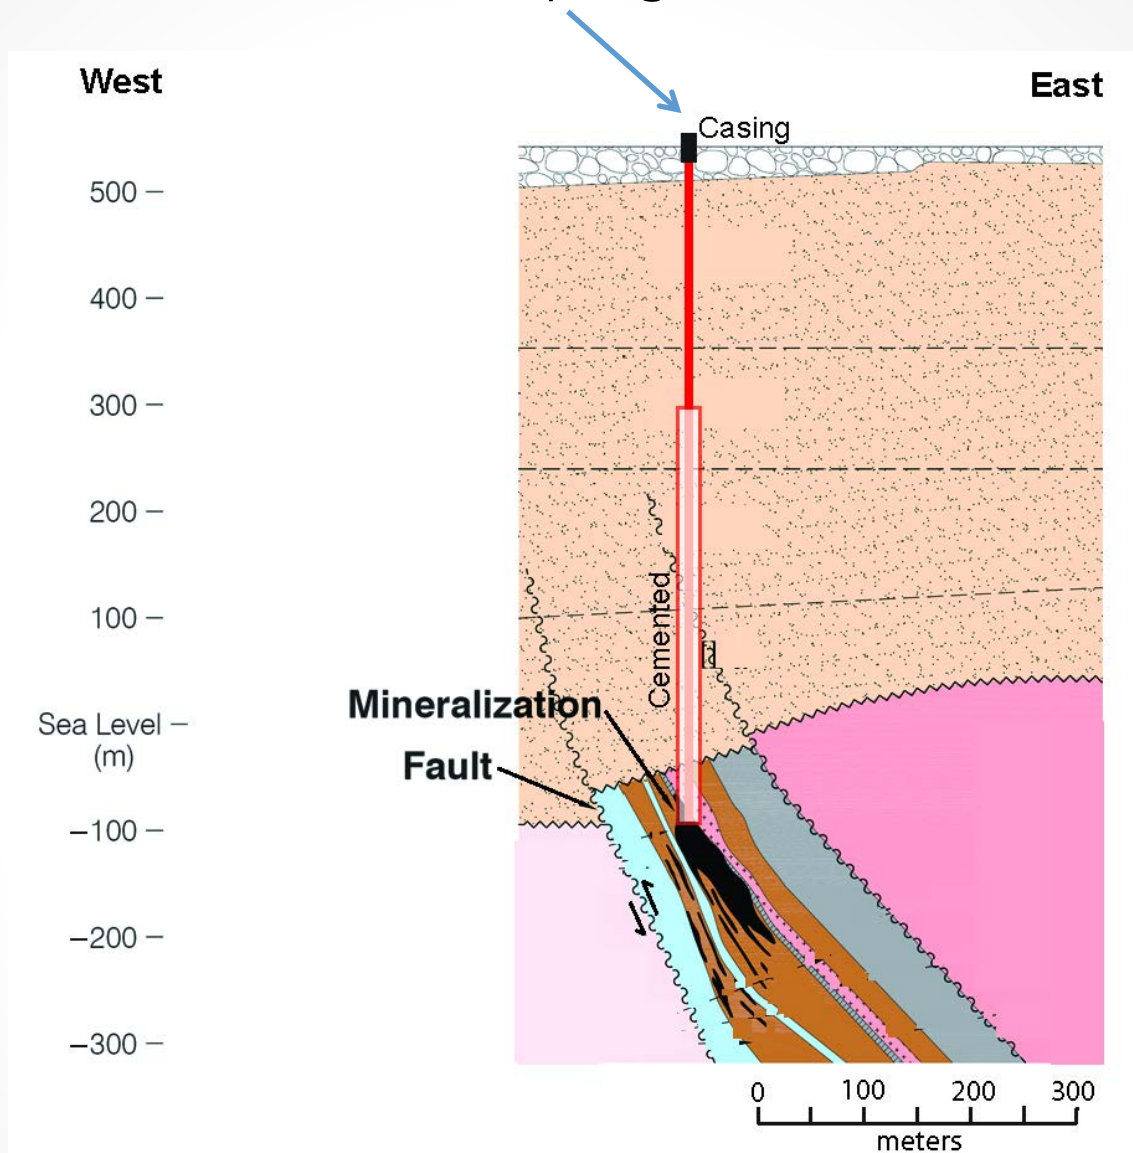 West
East
Casing
500
400
300
200
100
Cemented
Mineralization
Sea Level
(m)
Fault
–100
–200
–300
0 100 200 300
meters